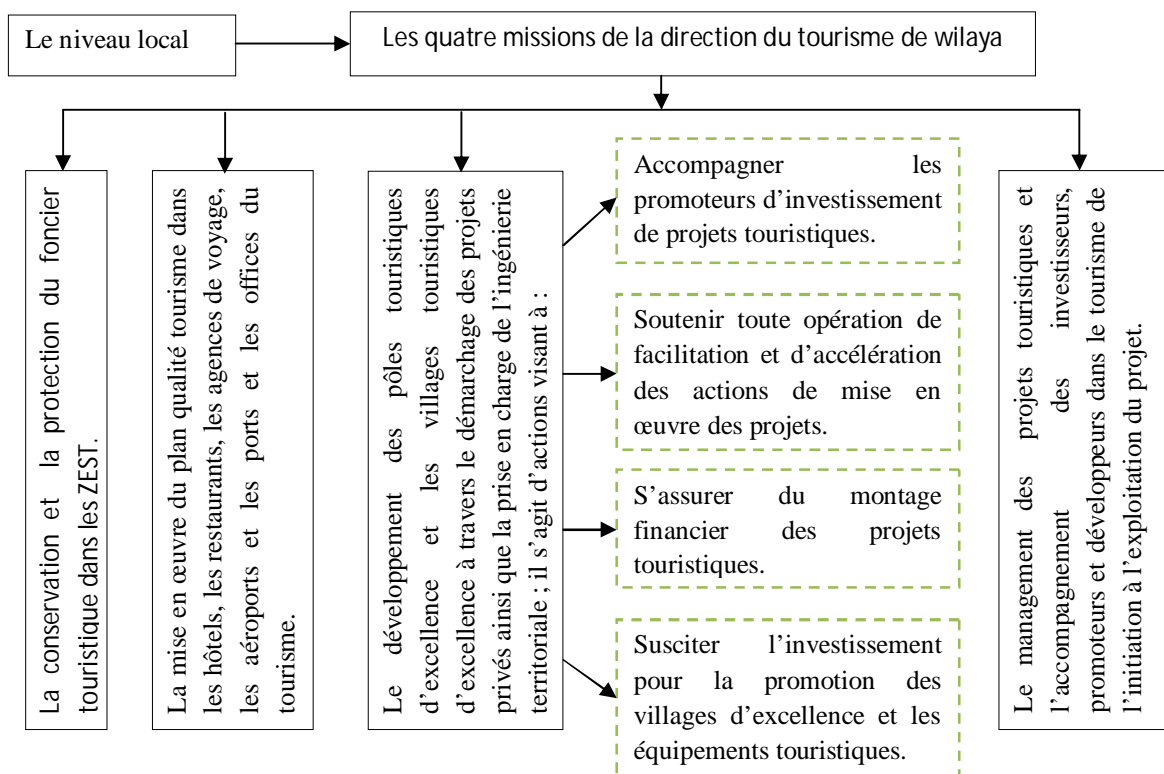 Le niveau local
Les quatre missions de la direction du tourisme de wilaya
La conservation et la protection du foncier
touristique dans les ZEST.
La mise en œuvre du plan qualité tourisme dans
les hôtels, les restaurants, les agences de voyage,
les aéroports et les ports et les offices du
tourisme.
Le développement des pôles touristiques
d’excellence et les villages touristiques
d’excellence à travers le démarchage des projets
privés ainsi que la prise en charge de l’ingénierie
territoriale ; il s’agit d’actions visant à :
Accompagner les
promoteurs d’investissement
de projets touristiques.
Soutenir toute opération de
facilitation et d’accélération
des actions de mise en
œuvre des projets.
S’assurer du montage
financier des projets
touristiques.
Susciter l’investissement
pour la promotion des
villages d’excellence et les
équipements touristiques.
Le management des projets touristiques et
l’accompagnement des investisseurs,
promoteurs et développeurs dans le tourisme de
l’initiation à l’exploitation du projet.